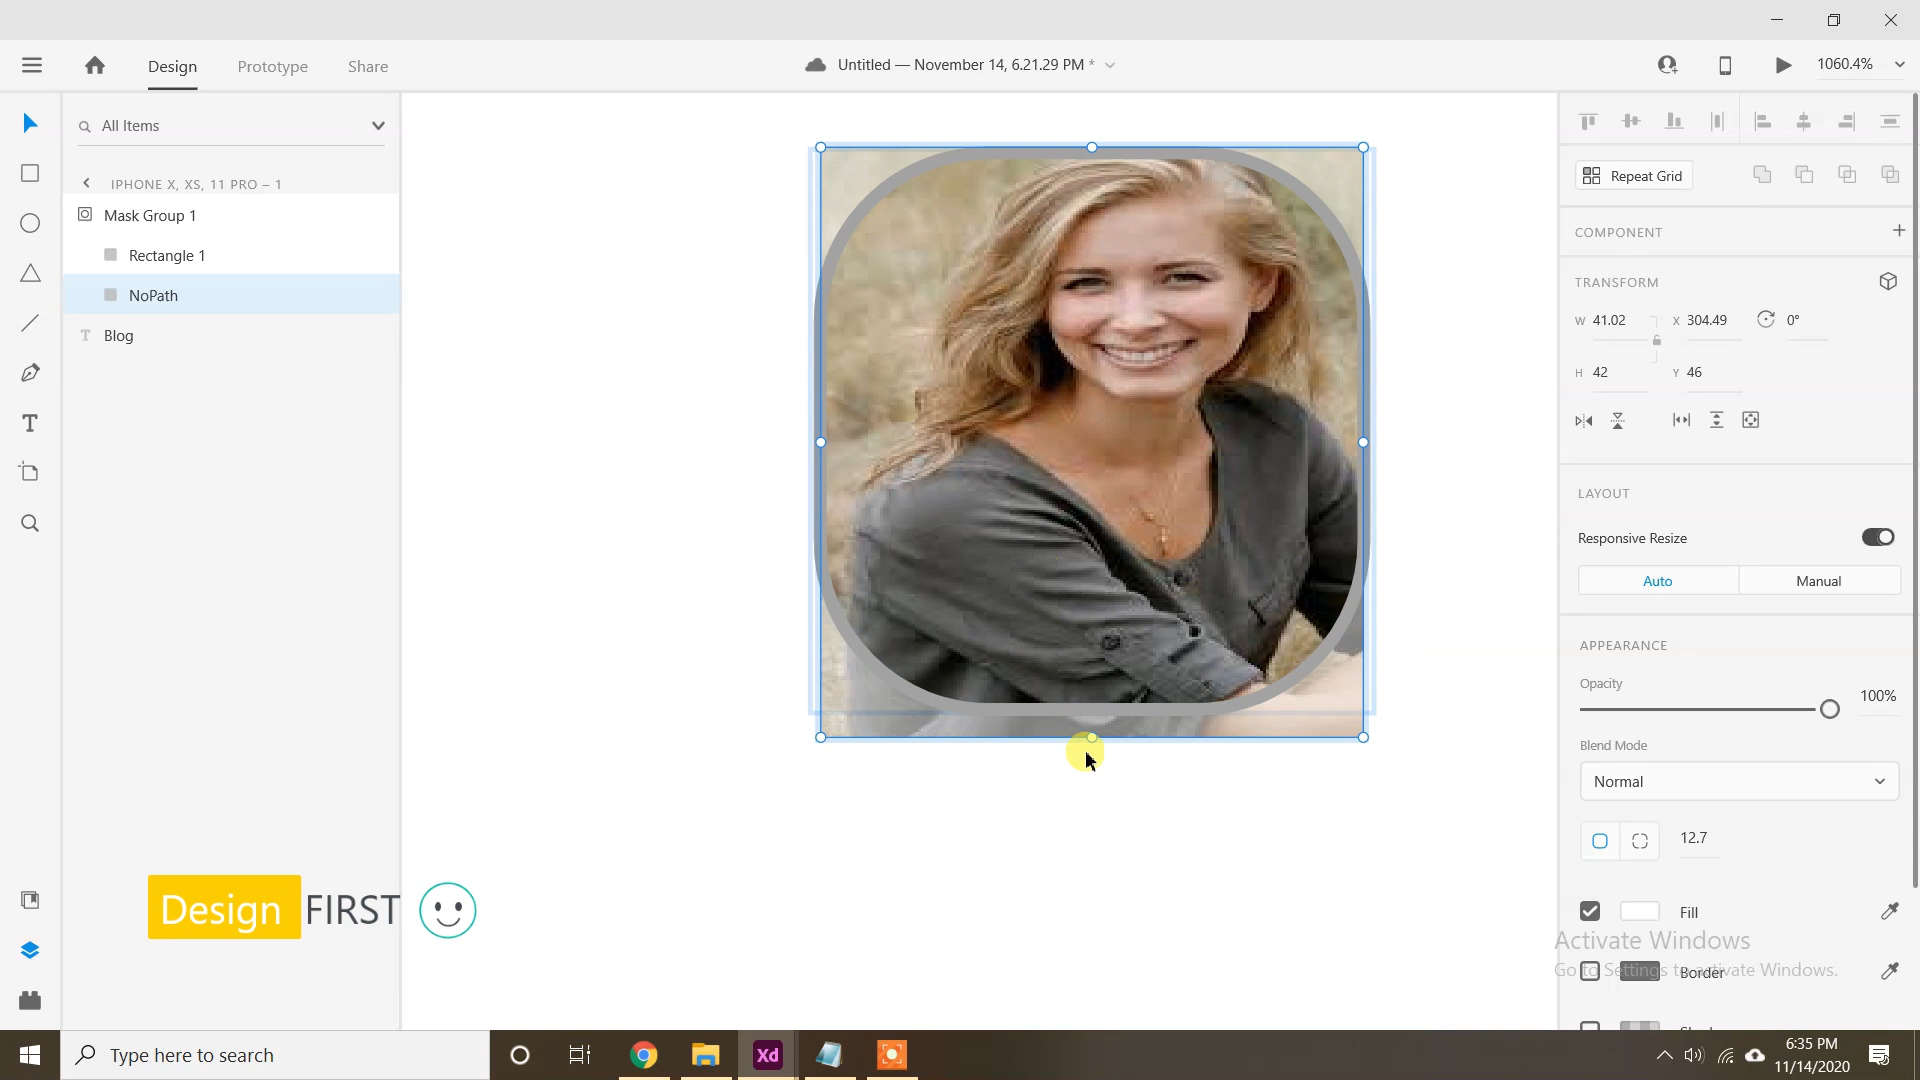 Design Prototype Share
Untitled — November 14, 6.21.29 PM *
1060.4%
All Items
IPHONE X, XS, 11 PRO – 1
Mask Group 1
Rectangle 1
NoPath
T Blog
T
Repeat Grid
COMPONENT
TRANSFORM
W 41.02 X 304.49 0°
H 42 Y 46
LAYOUT
Responsive Resize
Auto Manual
APPEARANCE
Opacity
100%
Blend Mode
Normal
12.7
Fill
Border
Activate Windows
Go to Settings to activate Windows.
Design FIRST
Type here to search
Xd
6:35 PM
11/14/2020